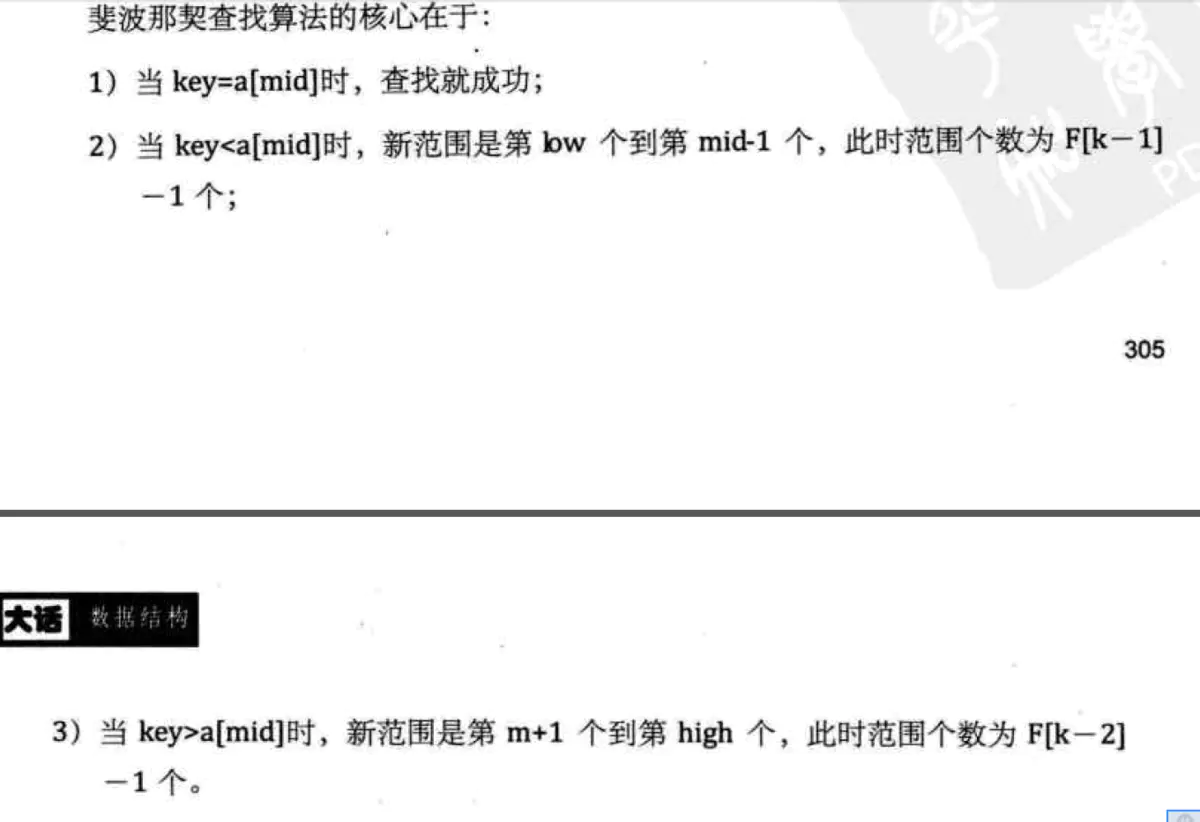 斐波那契查找算法的核心在于：
1）当 key=a[mid]时，查找就成功；
2）当 key<a[mid]时，新范围是第 low 个到第 mid-1 个，此时范围个数为 F[k－1]
－1 个；
305
大话 数据结构
3）当 key>a[mid]时，新范围是第 m+1 个到第 high 个，此时范围个数为 F[k－2]
－1 个。